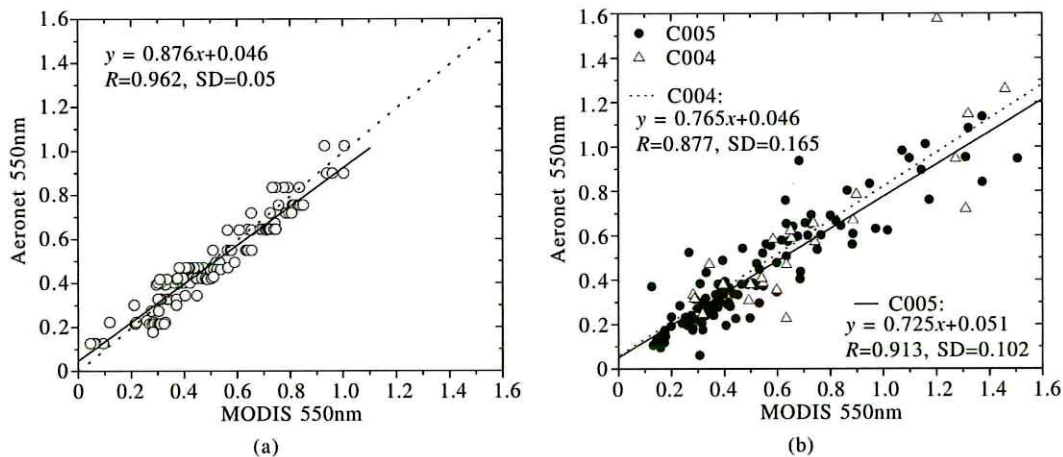 1.6
1.4
1.2
1.0
0.8
0.6
0.4
0.2
0
Aeronet 550nm
y = 0.876x+0.046
R=0.962, SD=0.05
0 0.2 0.4 0.6 0.8 1.0 1.2 1.4 1.6
MODIS 550nm
(a)
1.6
1.4
1.2
1.0
0.8
0.6
0.4
0.2
0
Aeronet 550nm
C005
C004
C004:
y = 0.765x+0.046
R=0.877, SD=0.165
C005:
y = 0.725x+0.051
R=0.913, SD=0.102
0 0.2 0.4 0.6 0.8 1.0 1.2 1.4 1.6
MODIS 550nm
(b)